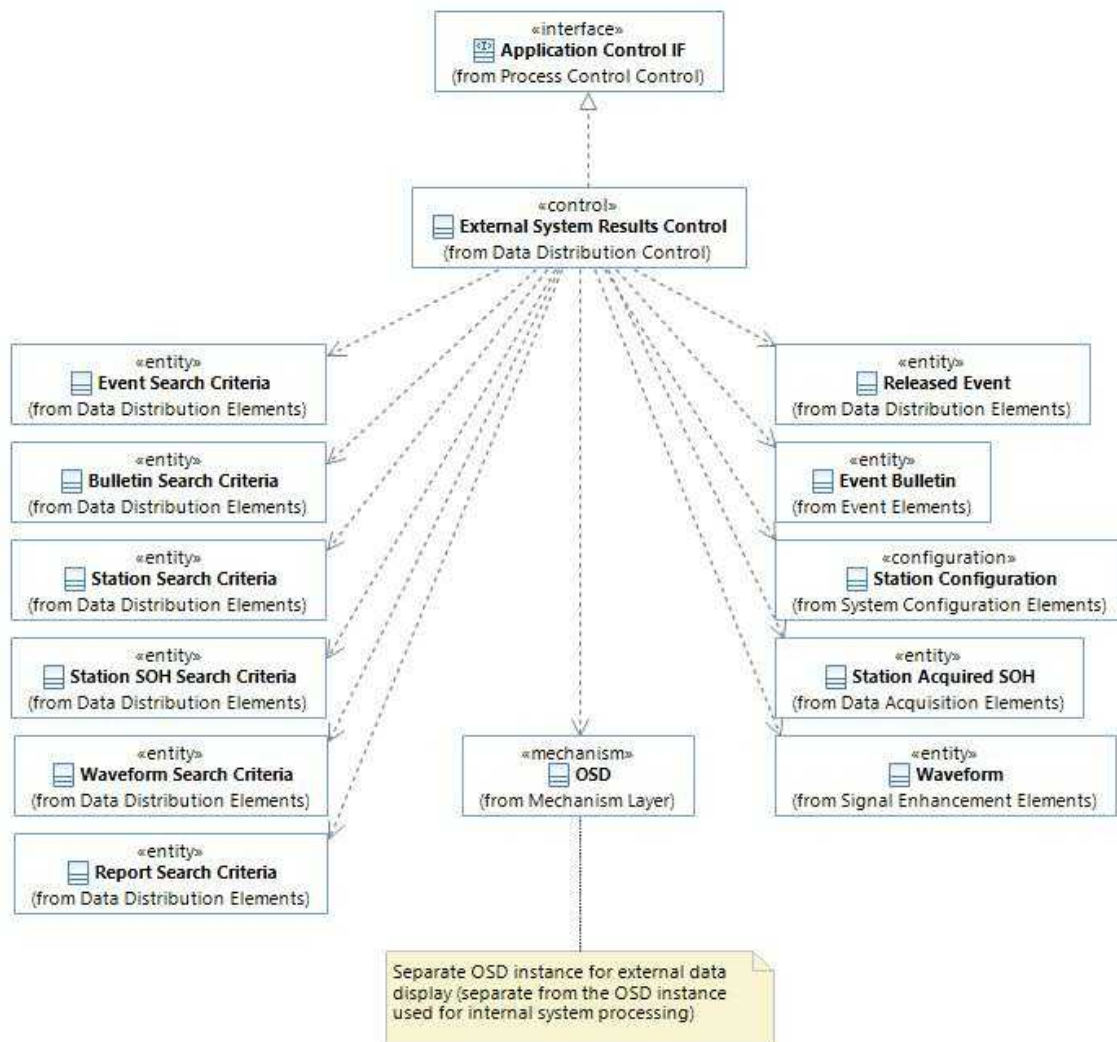 «interface»
Application Control IF
(from Process Control Control)
«control»
External System Results Control
(from Data Distribution Control)
«entity»
Event Search Criteria
(from Data Distribution Elements)
«entity»
Bulletin Search Criteria
(from Data Distribution Elements)
«entity»
Station Search Criteria
(from Data Distribution Elements)
«entity»
Station SOH Search Criteria
(from Data Distribution Elements)
«entity»
Waveform Search Criteria
(from Data Distribution Elements)
«entity»
Report Search Criteria
(from Data Distribution Elements)
«mechanism»
OSD
(from Mechanism Layer)
«entity»
Released Event
(from Data Distribution Elements)
«entity»
Event Bulletin
(from Event Elements)
«configuration»
Station Configuration
(from System Configuration Elements)
«entity»
Station Acquired SOH
(from Data Acquisition Elements)
«entity»
Waveform
(from Signal Enhancement Elements)
Separate OSD instance for external data
display (separate from the OSD instance
used for internal system processing)